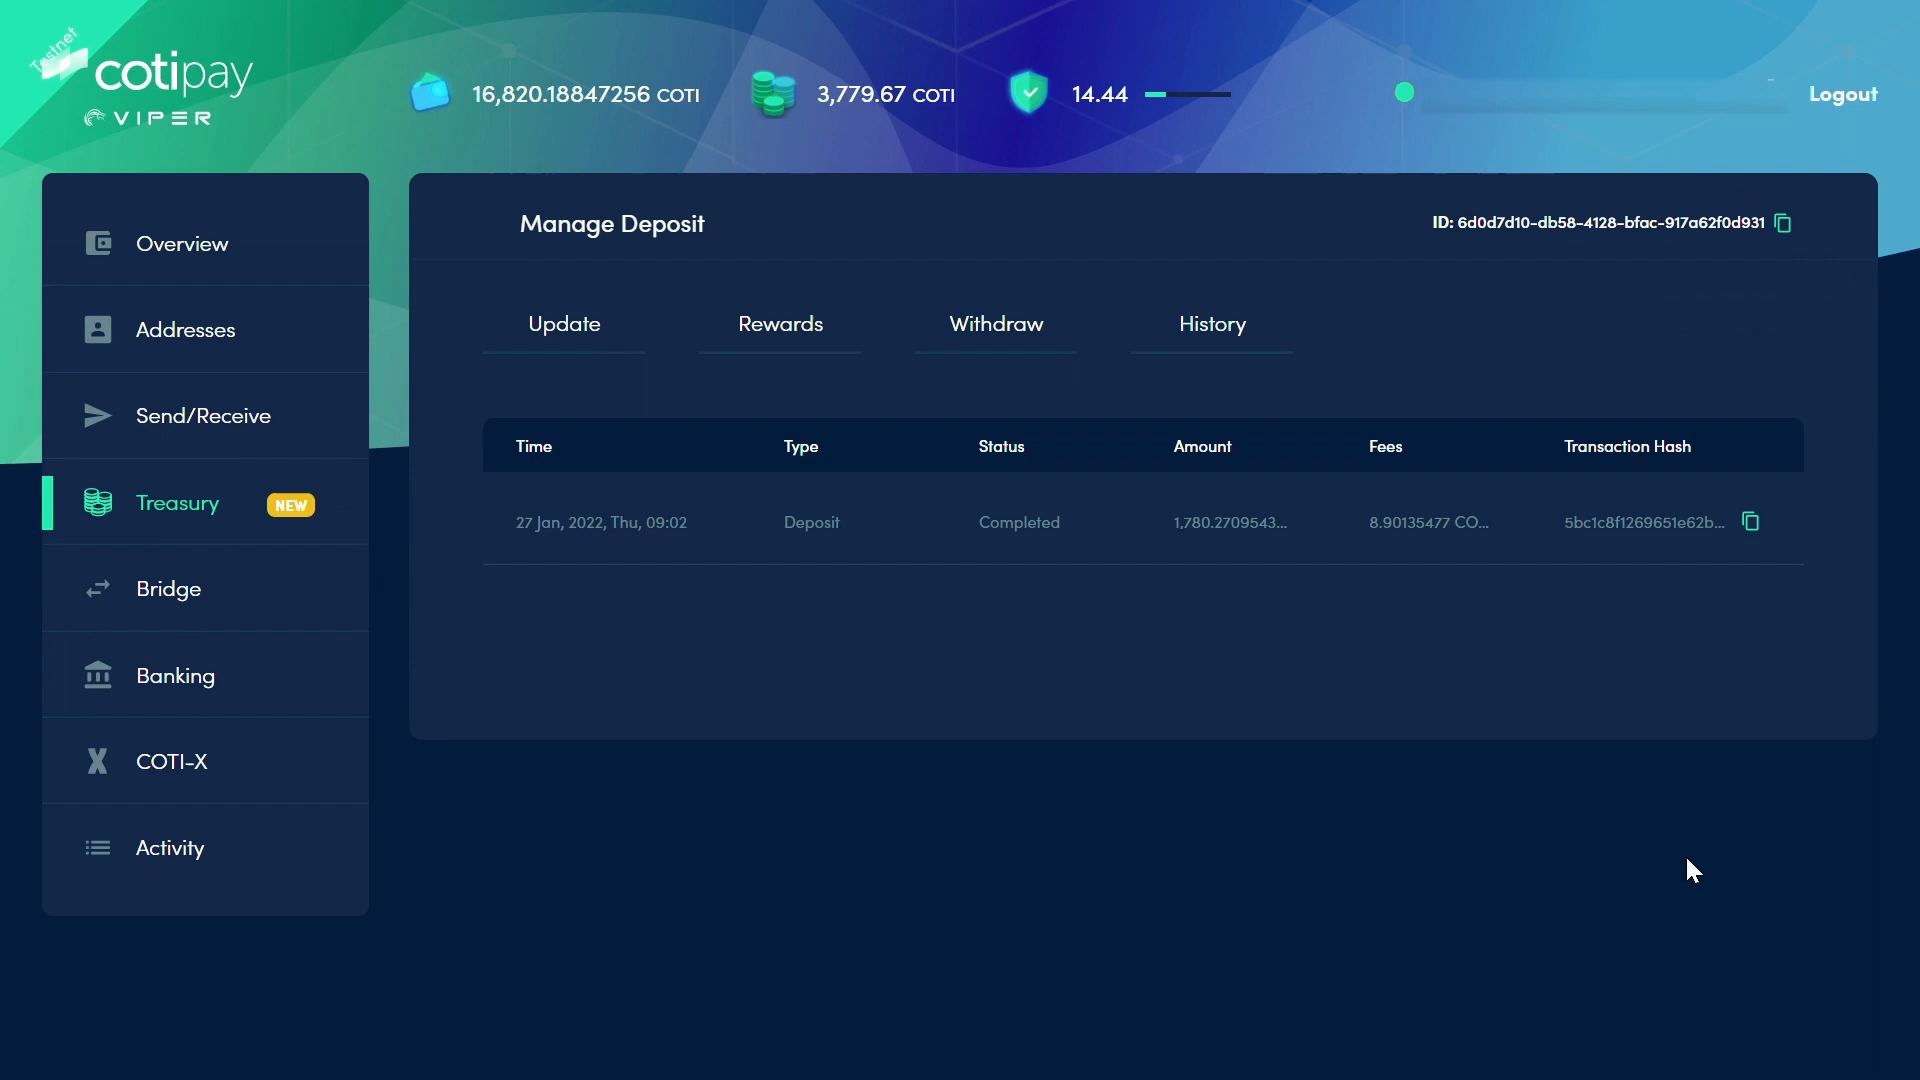 Testnet
cotipay
VIPER
16,820.18847256 COTI
3,779.67 COTI
14.44
Logout
Overview
Addresses
Send/Receive
Treasury NEW
Bridge
Banking
COTI-X
Activity
Manage Deposit
ID: 6d0d7d10-db58-4128-bfac-917a62f0d931
Update Rewards Withdraw History
Time Type Status Amount Fees Transaction Hash
27 Jan, 2022, Thu, 09:02 Deposit Completed 1,780.2709543... 8.90135477 CO... 5bc1c8f1269651e62b...